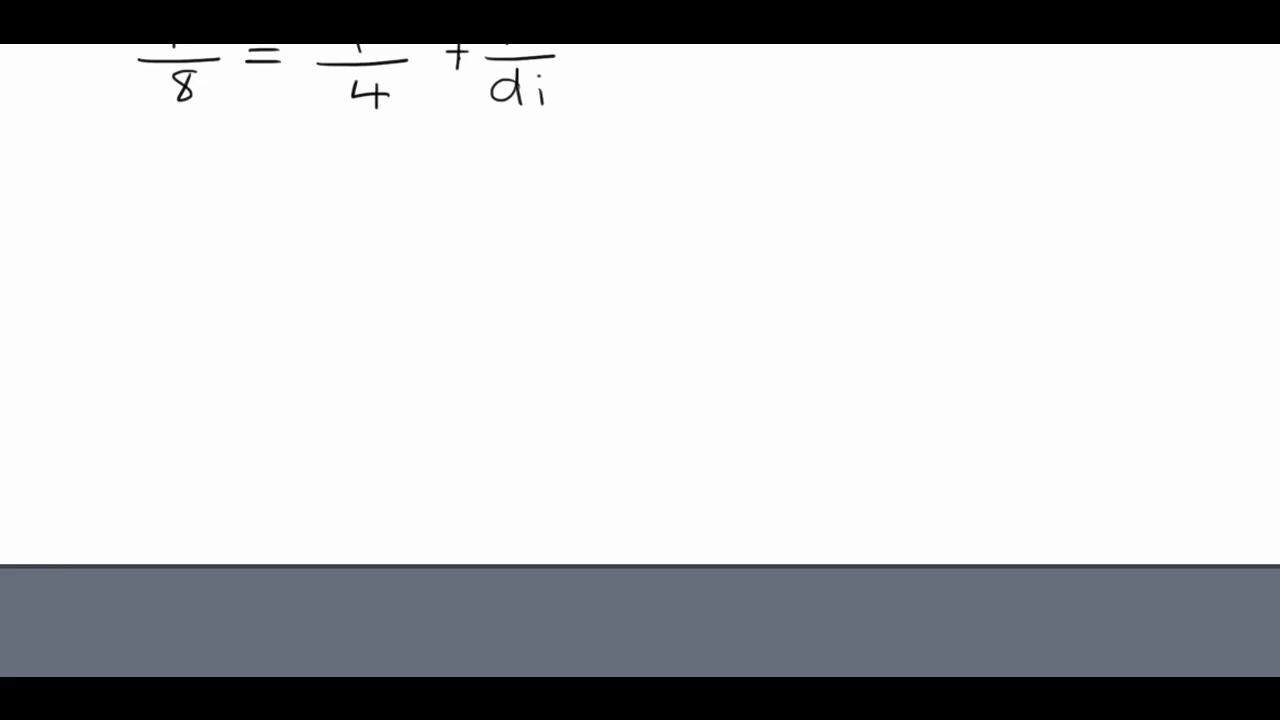 /8 = /4 + /di